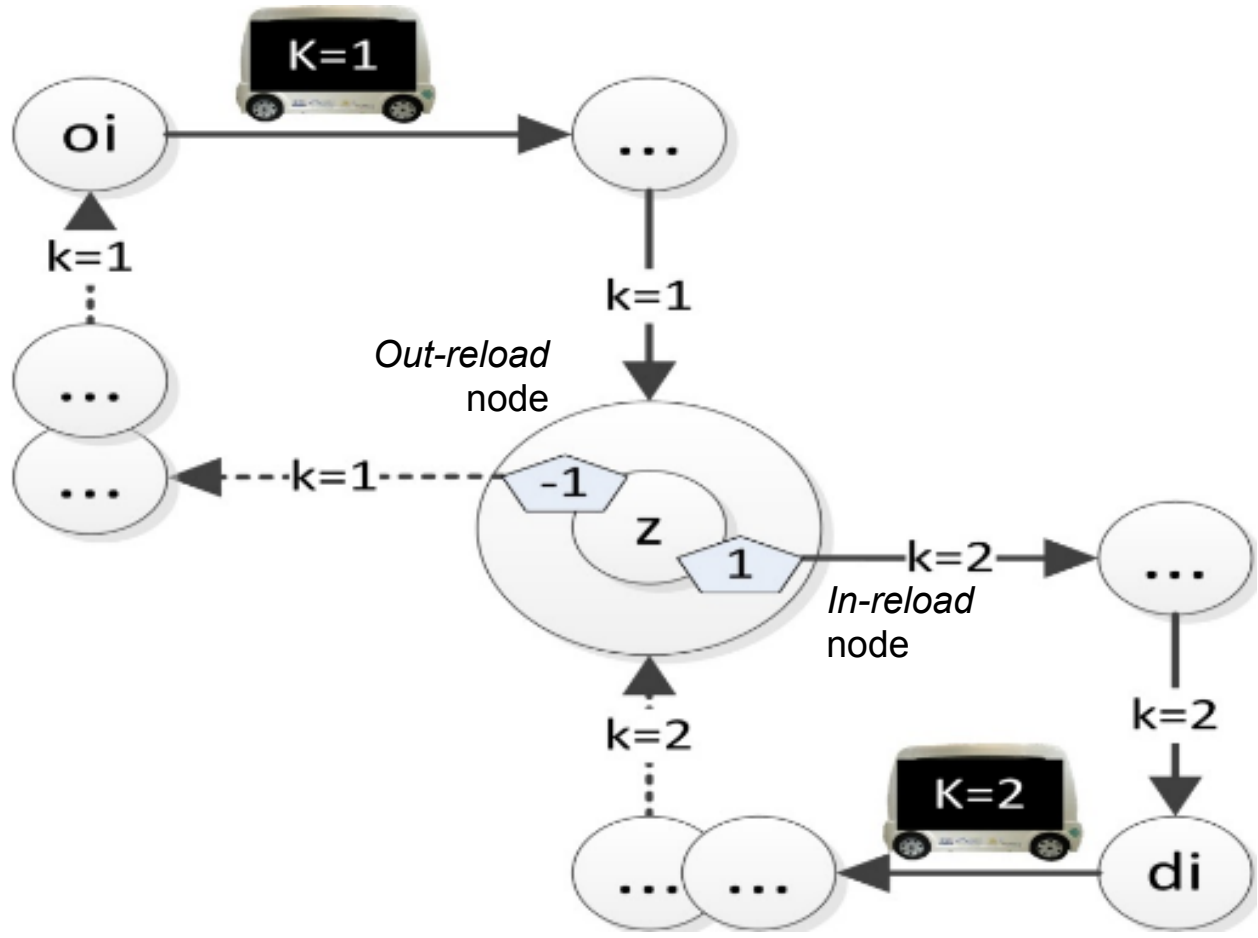 K=1
oi
...
k=1
k=1
Out-reload
node
...
...
k=1
-1
z
1
k=2
...
In-reload
node
k=2
k=2
K=2
...
...
di